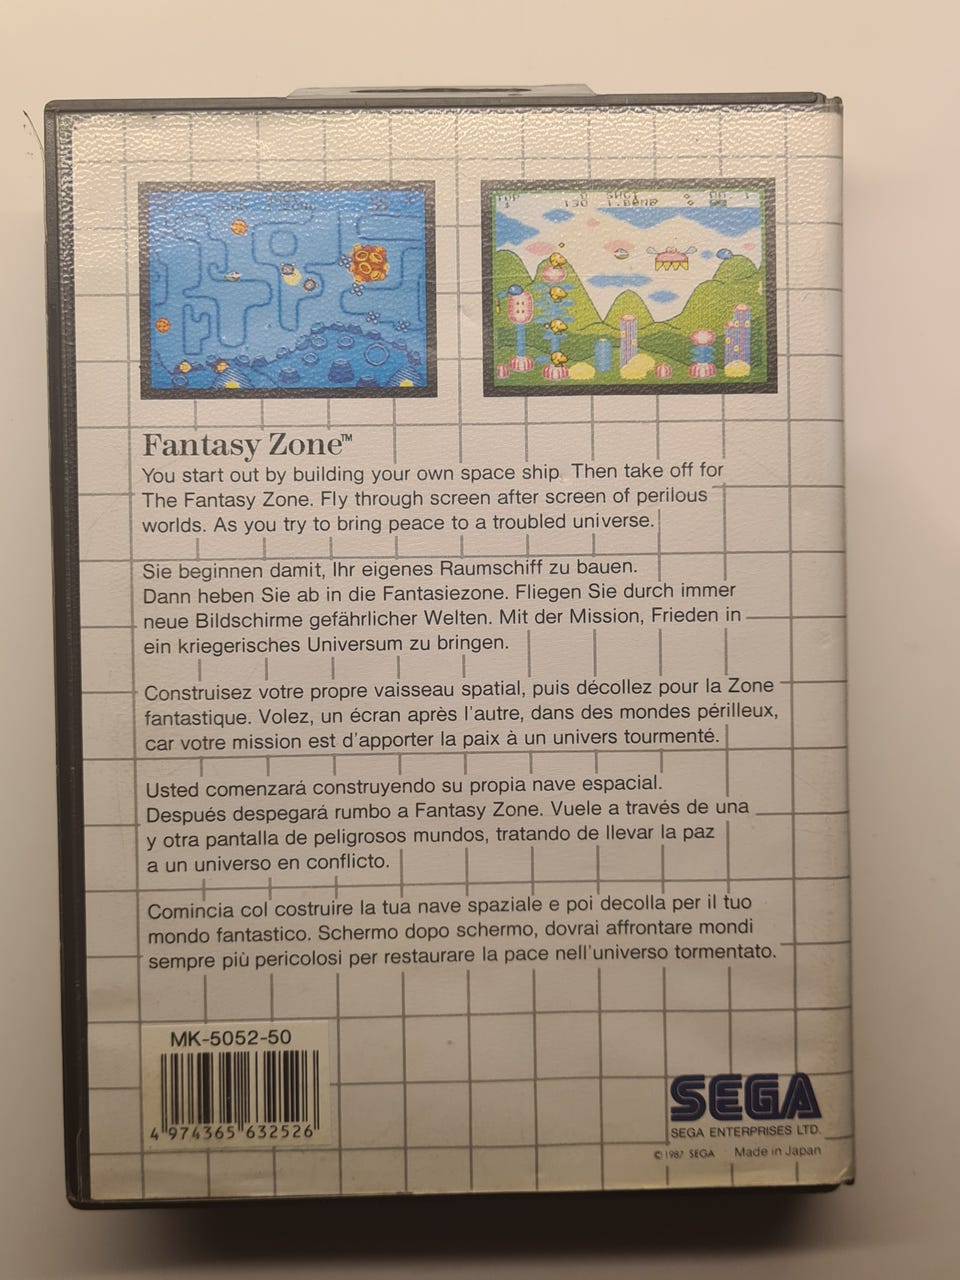 SHOT
130
Fantasy Zone™
You start out by building your own space ship. Then take off for
The Fantasy Zone. Fly through screen after screen of perilous
worlds. As you try to bring peace to a troubled universe.
Sie beginnen damit, Ihr eigenes Raumschiff zu bauen.
Dann heben Sie ab in die Fantasiezone. Fliegen Sie durch immer
neue Bildschirme gefährlicher Welten. Mit der Mission, Frieden in
ein kriegerisches Universum zu bringen.
Construisez votre propre vaisseau spatial, puis décollez pour la Zone
fantastique. Volez, un écran après l'autre, dans des mondes périlleux,
car votre mission est d'apporter la paix à un univers tourmenté.
Usted comenzará construyendo su propia nave espacial.
Después despegará rumbo a Fantasy Zone. Vuele a través de una
y otra pantalla de peligrosos mundos, tratando de llevar la paz
a un universo en conflicto.
Comincia col costruire la tua nave spaziale e poi decolla per il tuo
mondo fantastico. Schermo dopo schermo, dovrai affrontare mondi
sempre più pericolosi per restaurare la pace nell'universo tormentato.
MK-5052-50
4 974365 632526
SEGA
SEGA ENTERPRISES LTD.
© 1987 SEGA Made in Japan